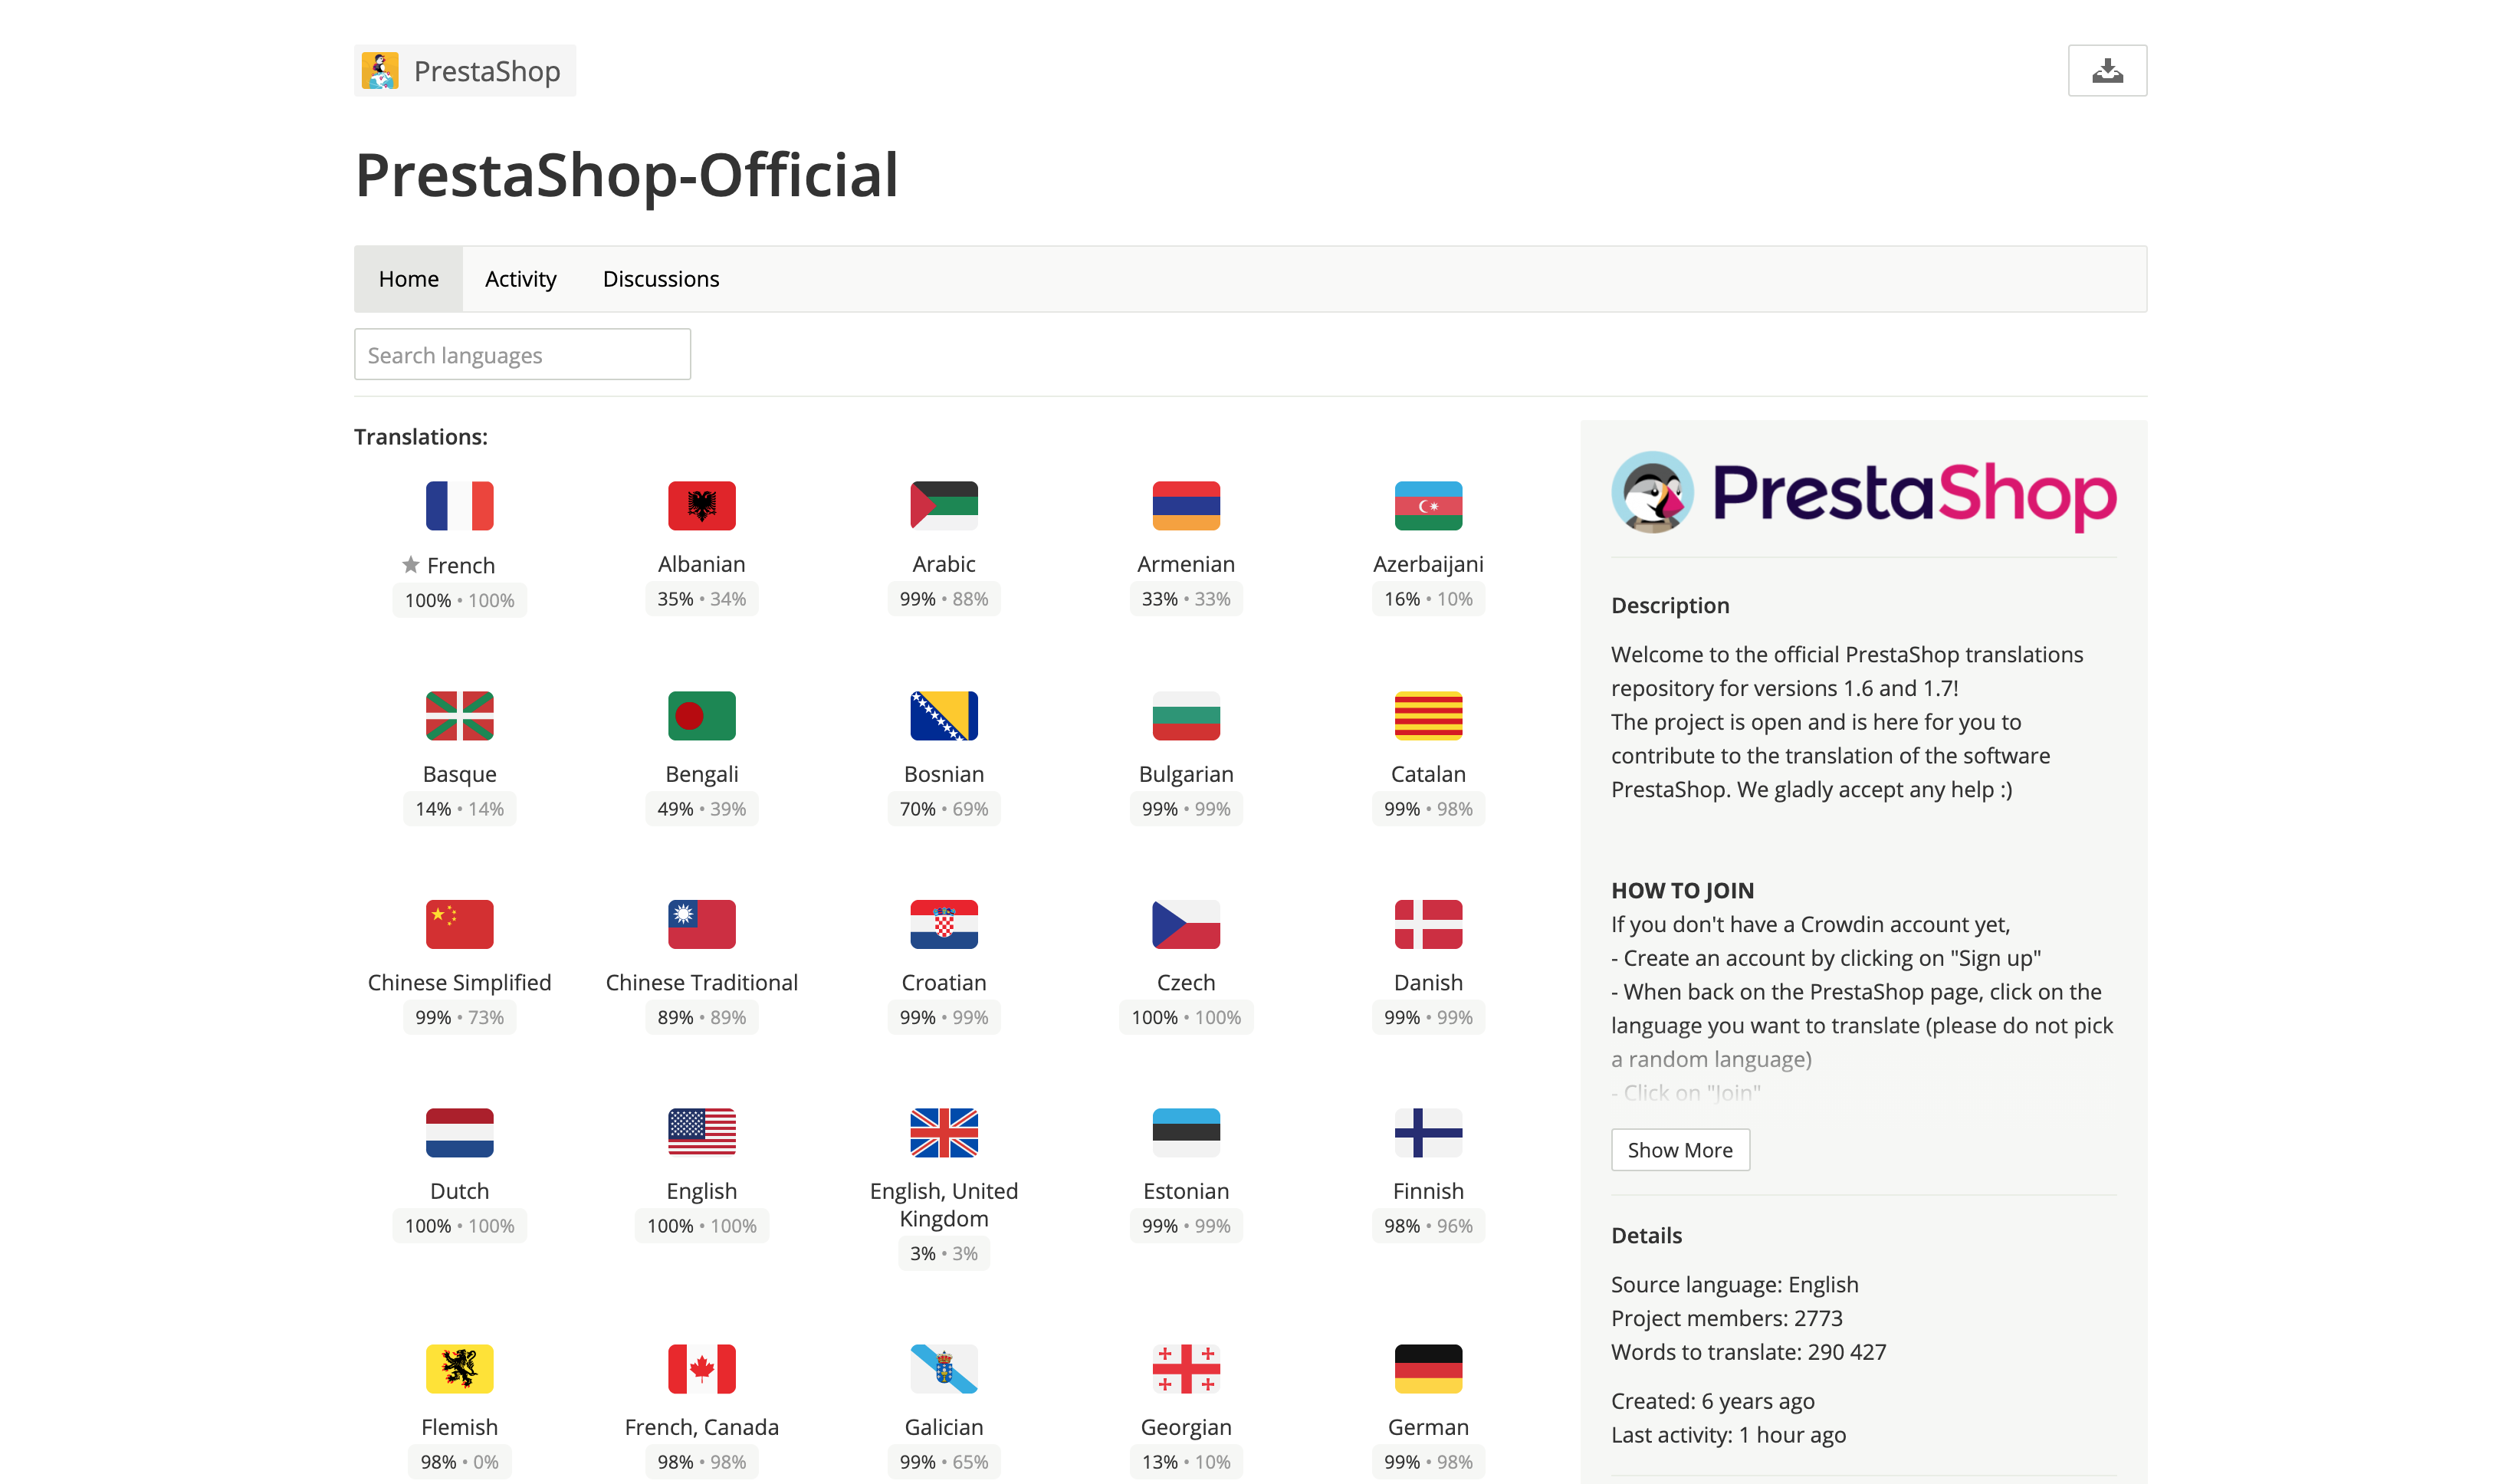 PrestaShop
PrestaShop-Official
Home
Activity
Discussions
Search languages
Translations:
French
100% • 100%
Albanian
35% • 34%
Arabic
99% • 88%
Armenian
33% • 33%
Azerbaijani
16% • 10%
Basque
14% • 14%
Bengali
49% • 39%
Bosnian
70% • 69%
Bulgarian
99% • 99%
Catalan
99% • 98%
Chinese Simplified
99% • 73%
Chinese Traditional
89% • 89%
Croatian
99% • 99%
Czech
100% • 100%
Danish
99% • 99%
Dutch
100% • 100%
English
100% • 100%
English, United
Kingdom
3% • 3%
Estonian
99% • 99%
Finnish
98% • 96%
Flemish
98% • 0%
French, Canada
98% • 98%
Galician
99% • 65%
Georgian
13% • 10%
German
99% • 98%
PrestaShop
Description
Welcome to the official PrestaShop translations
repository for versions 1.6 and 1.7!
The project is open and is here for you to
contribute to the translation of the software
PrestaShop. We gladly accept any help :)
HOW TO JOIN
If you don't have a Crowdin account yet,
- Create an account by clicking on "Sign up"
- When back on the PrestaShop page, click on the
language you want to translate (please do not pick
a random language)
- Click on "Join"
Show More
Details
Source language: English
Project members: 2773
Words to translate: 290 427
Created: 6 years ago
Last activity: 1 hour ago